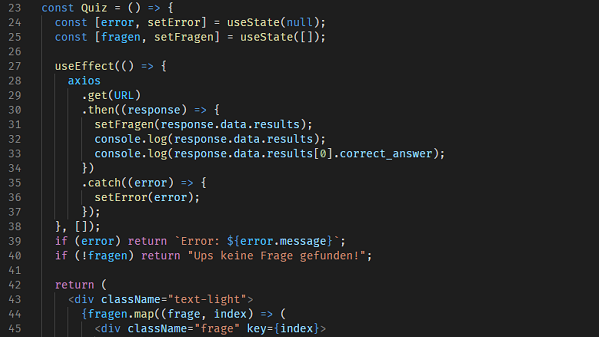 23 const Quiz = () => {
24 const [error, setError] = useState(null);
25 const [fragen, setFragen] = useState([]);
26
27 useEffect(() => {
28 axios
29 .get(URL)
30 .then((response) => {
31 setFragen(response.data.results);
32 console.log(response.data.results);
33 console.log(response.data.results[0].correct_answer);
34 })
35 .catch((error) => {
36 setError(error);
37 });
38 }, []);
39 if (error) return `Error: ${error.message}`;
40 if (!fragen) return "Ups keine Frage gefunden!";
41
42 return (
43 <div className="text-light">
44 {fragen.map((frage, index) => (
45 <div className="frage" key={index}>